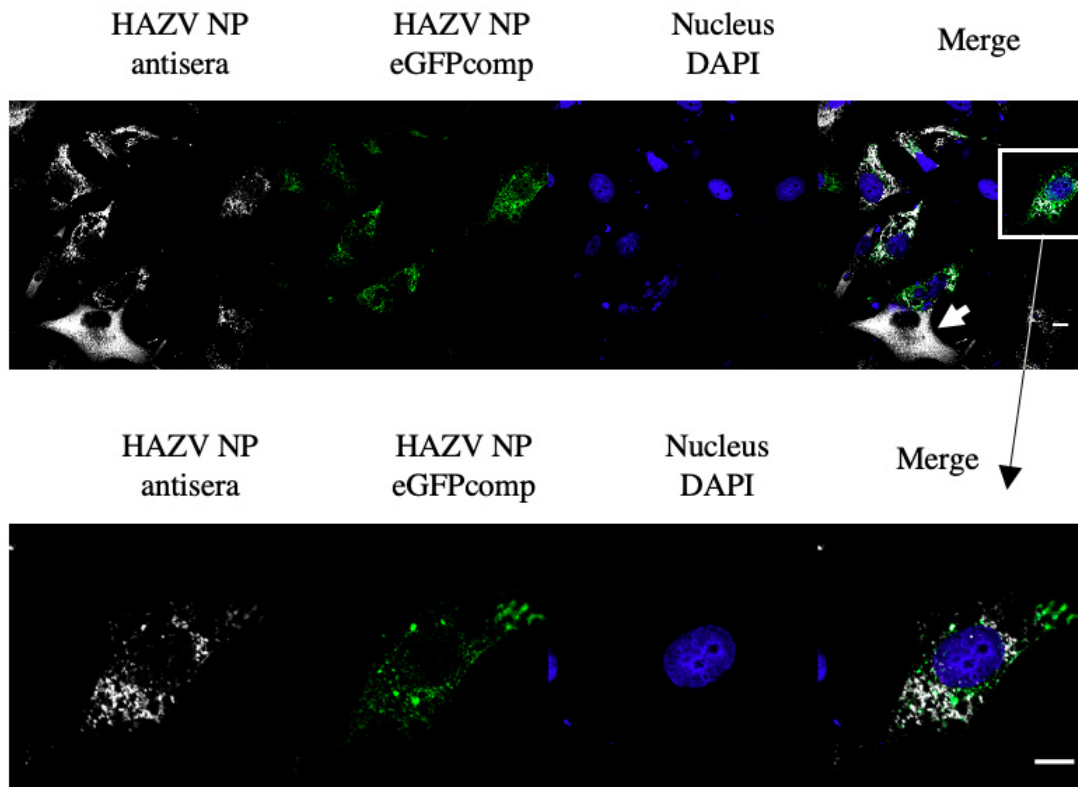 HAZV NP
antisera
HAZV NP
eGFPcomp
Nucleus
DAPI
Merge
HAZV NP
antisera
HAZV NP
eGFPcomp
Nucleus
DAPI
Merge